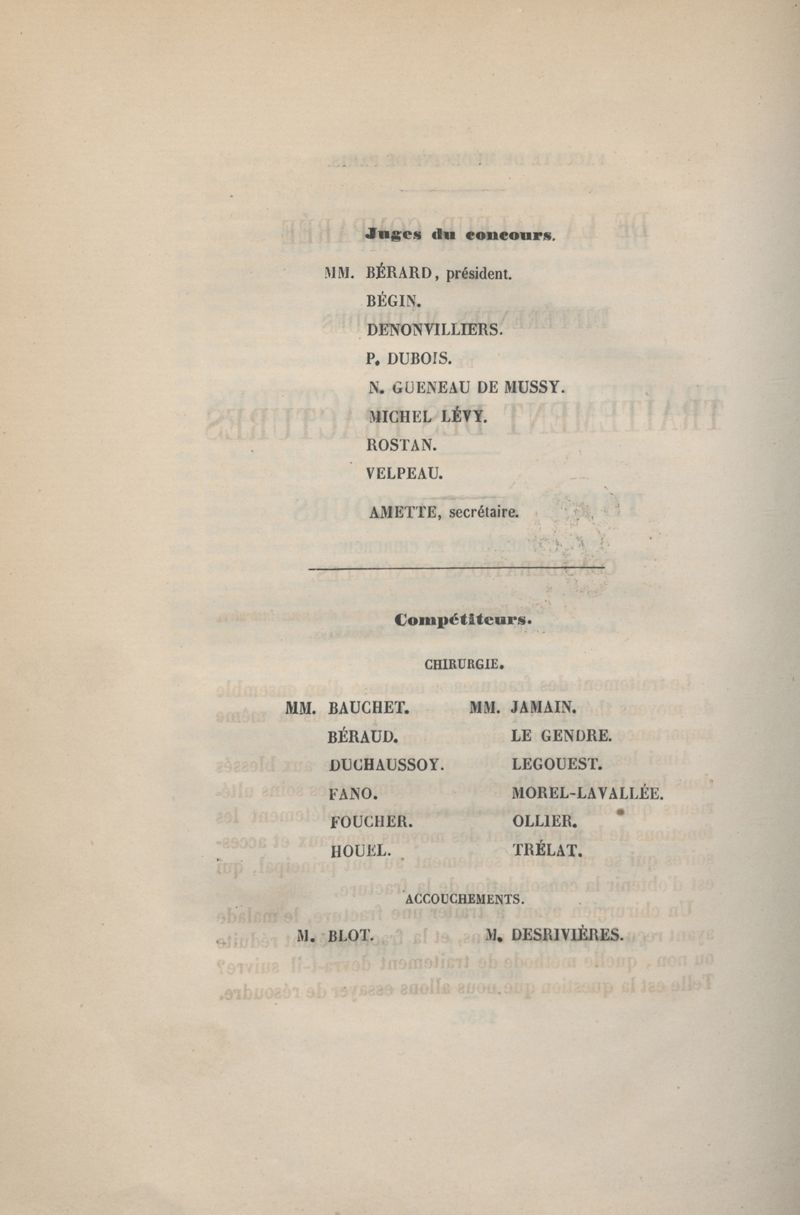 Juges du concours.
MM. BÉRARD, président.
BÉGIN.
DENONVILLIERS.
P. DUBOIS.
N. GUENEAU DE MUSSY.
MICHEL LÉVY.
ROSTAN.
VELPEAU.
AMETTE, secrétaire.
Compétiteurs.
CHIRURGIE.
MM. BAUCHET. MM. JAMAIN.
BÉRAUD. LE GENDRE.
DUCHAUSSOY. LEGOUEST.
FANO. MOREL-LAVALLÉE.
FOUCHER. OLLIER.
HOUEL. TRÉLAT.
ACCOUCHEMENTS.
M. BLOT. M. DESRIVIÈRES.